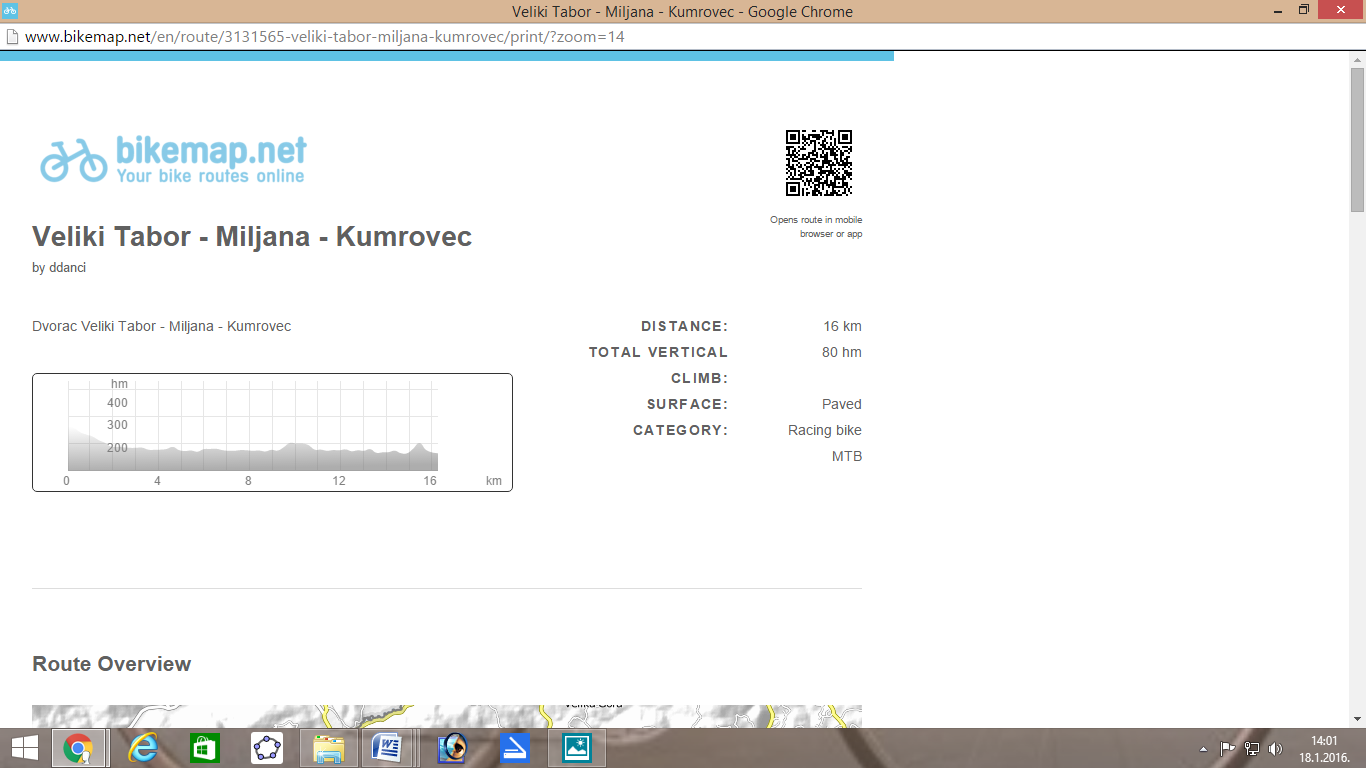 Veliki Tabor - Miljana - Kumrovec - Google Chrome
www.bikemap.net/en/route/3131565-veliki-tabor-miljana-kumrovec/print/?zoom=14
bikemap.net
Your bike routes online
Opens route in mobile
browser or app
Veliki Tabor - Miljana - Kumrovec
by ddanci
Dvorac Veliki Tabor - Miljana - Kumrovec
DISTANCE: 16 km
TOTAL VERTICAL 80 hm
CLIMB:
SURFACE: Paved
CATEGORY: Racing bike
MTB
hm
400
300
200
0 4 8 12 16 km
Route Overview
Velika Gora
14:01
18.1.2016.